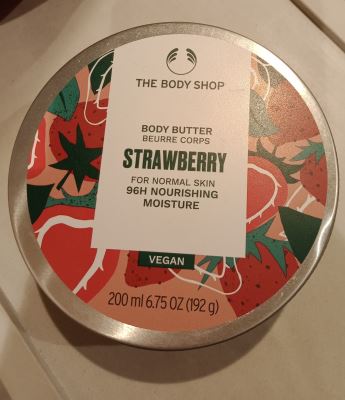 THE BODY SHOP
BODY BUTTER
BEURRE CORPS
STRAWBERRY
FOR NORMAL SKIN
96H NOURISHING
MOISTURE
VEGAN
200 ml 6.75 OZ (192 g)